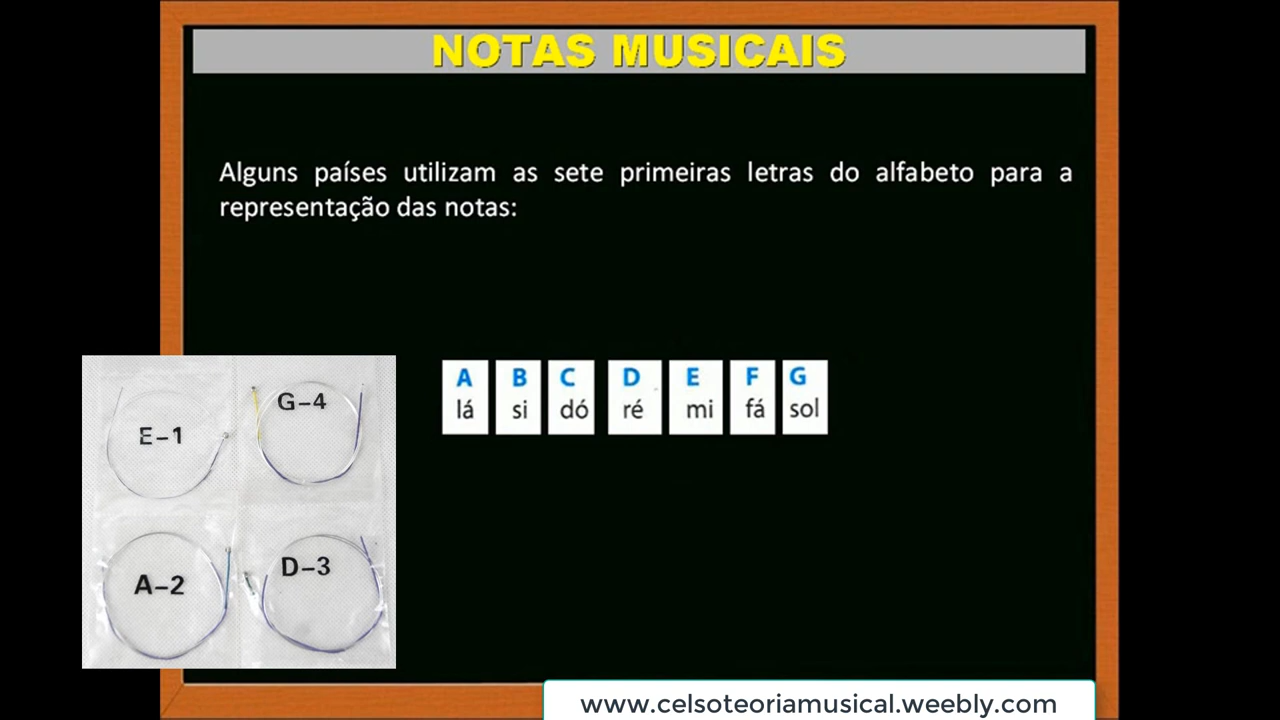 NOTAS MUSICAIS
Alguns países utilizam as sete primeiras letras do alfabeto para a
representação das notas:
A B C D E F G
lá si dó ré mi fá sol
E-1
G-4
A-2
D-3
www.celsoteoriamusical.weebly.com